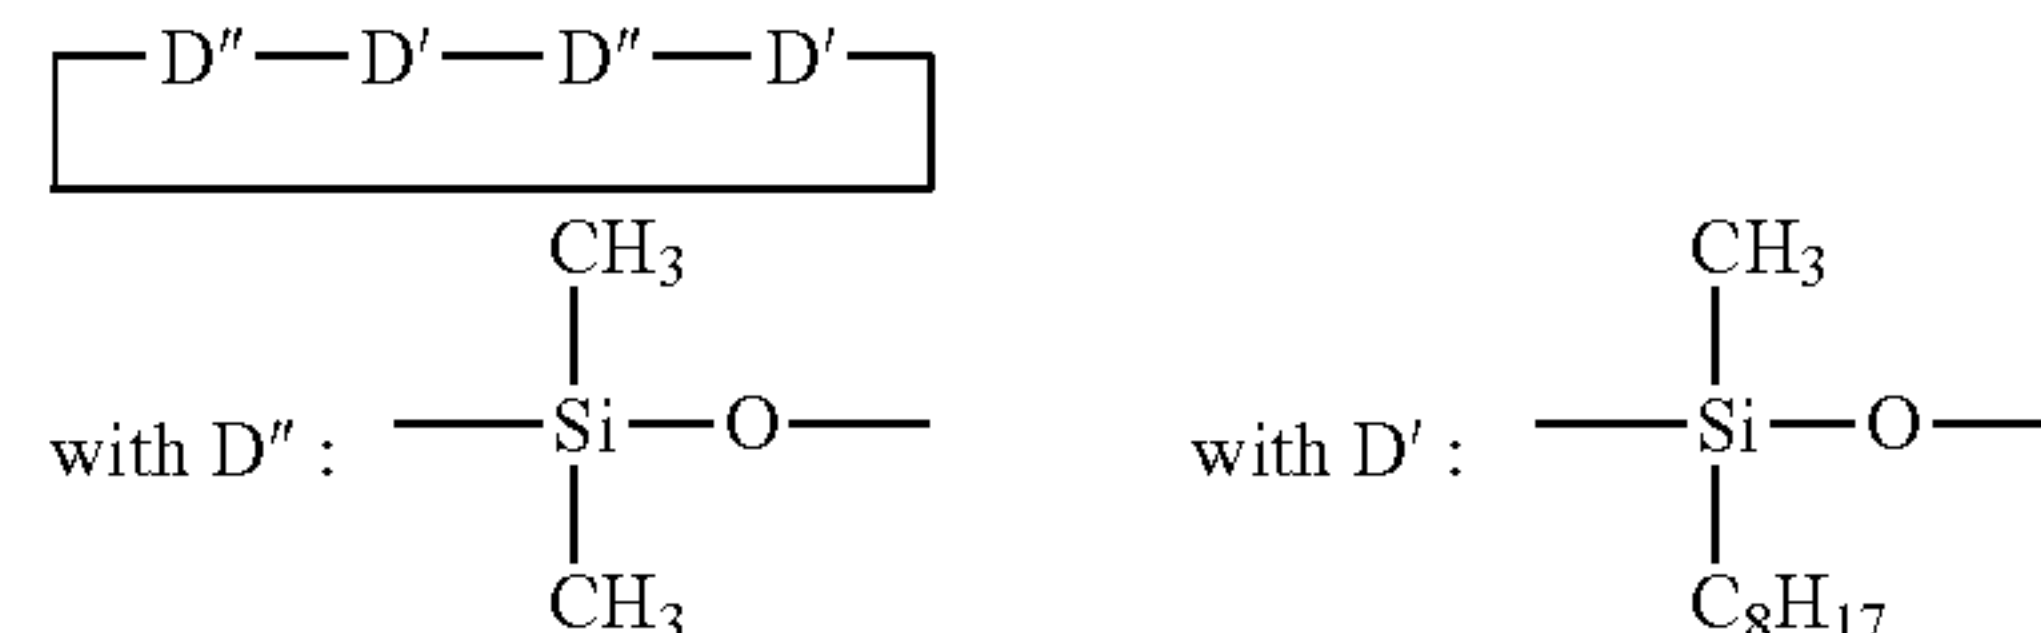 D″—D′—D″—D′
CH₃ CH₃
with D″ : —Si—O— with D′ : —Si—O—
CH₃ C₈H₁₇